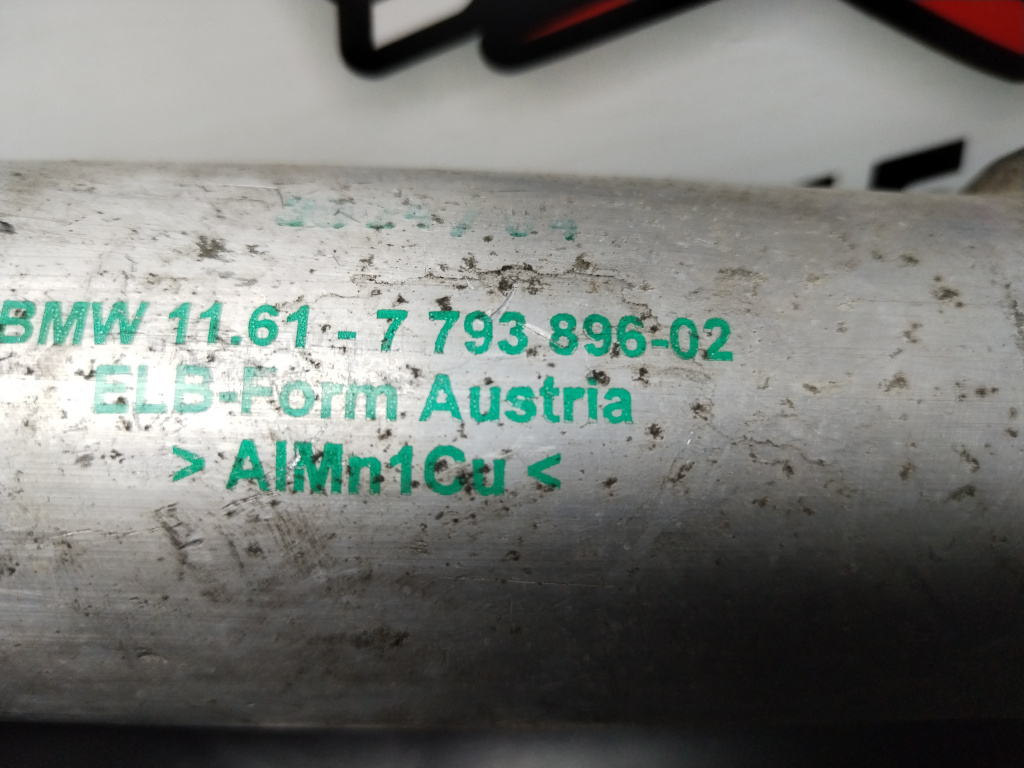 BMW 11.61 - 7 793 896-02
ELB-Form Austria
> AlMn1Cu <